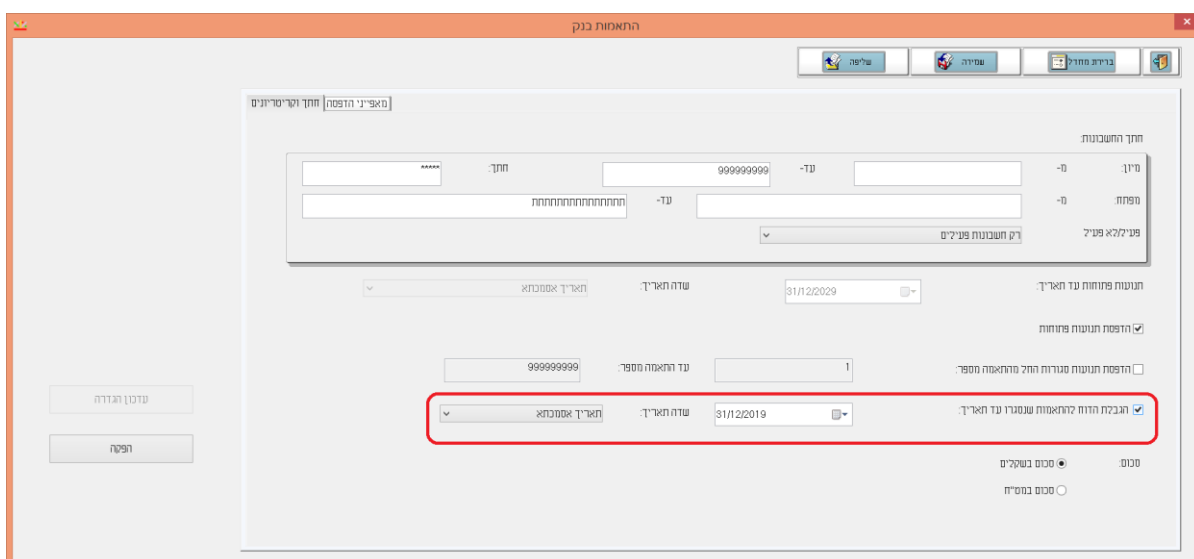 התאמות בנק
ברירת מחדל
שמירה
שליפה
חתך וקריטריונים
מאפייני הדפסה
חתך החשבונות:
מיון: מ- עד- 999999999 חתך: *****
מפתח: מ- עד- תתתתתתתתתתתתתתת
פעיל/לא פעיל רק חשבונות פעילים
תנועות פתוחות עד תאריך: 31/12/2029 שדה תאריך: תאריך אסמכתא
הדפסת תנועות פתוחות
הדפסת תנועות סגורות החל מהתאמה מספר: 1 עד התאמה מספר: 999999999
הגבלת הדוח להתאמות שנסגרו עד תאריך: 31/12/2019 שדה תאריך: תאריך אסמכתא
סכום: סכום בשקלים
סכום במט"ח
עדכון הגדרה
הפקה